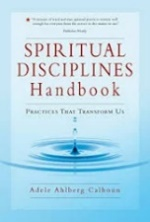 SPIRITUAL
DISCIPLINES
Handbook
PRACTICES THAT TRANSFORM US
Adele Ahlberg Calhoun